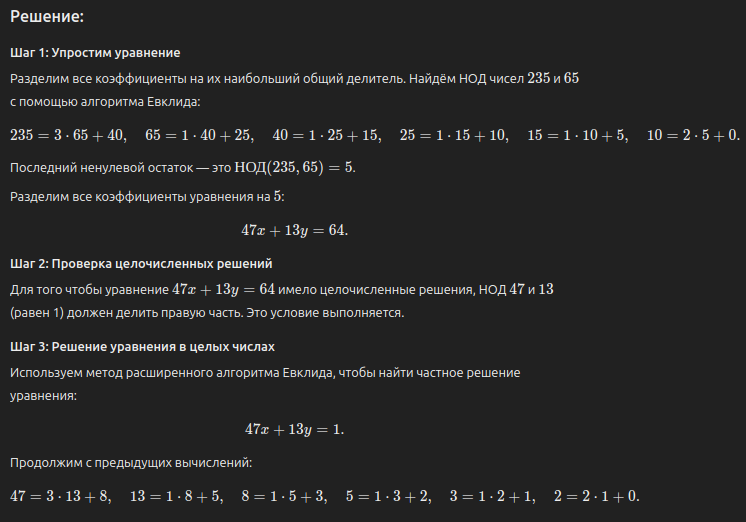 Решение:
Шаг 1: Упростим уравнение
Разделим все коэффициенты на их наибольший общий делитель. Найдём НОД чисел 235 и 65
с помощью алгоритма Евклида:
235 = 3 · 65 + 40, 65 = 1 · 40 + 25, 40 = 1 · 25 + 15, 25 = 1 · 15 + 10, 15 = 1 · 10 + 5, 10 = 2 · 5 + 0.
Последний ненулевой остаток — это НОД(235, 65) = 5.
Разделим все коэффициенты уравнения на 5:
47x + 13y = 64.
Шаг 2: Проверка целочисленных решений
Для того чтобы уравнение 47x + 13y = 64 имело целочисленные решения, НОД 47 и 13
(равен 1) должен делить правую часть. Это условие выполняется.
Шаг 3: Решение уравнения в целых числах
Используем метод расширенного алгоритма Евклида, чтобы найти частное решение
уравнения:
47x + 13y = 1.
Продолжим с предыдущих вычислений:
47 = 3 · 13 + 8, 13 = 1 · 8 + 5, 8 = 1 · 5 + 3, 5 = 1 · 3 + 2, 3 = 1 · 2 + 1, 2 = 2 · 1 + 0.